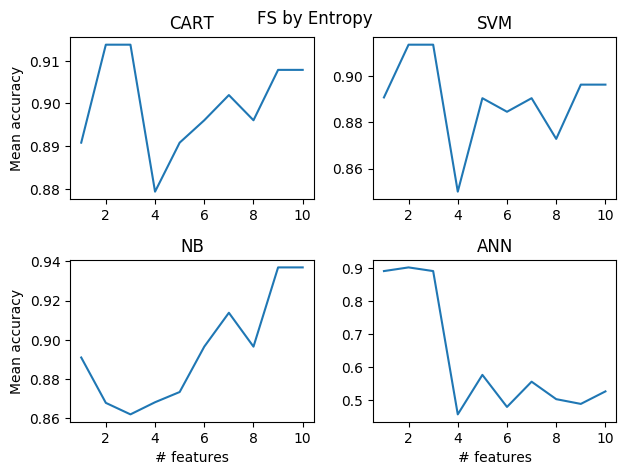 FS by Entropy
CART
SVM
Mean accuracy
0.91
0.90
0.89
0.88
2 4 6 8 10
0.90
0.88
0.86
2 4 6 8 10
NB
ANN
Mean accuracy
0.94
0.92
0.90
0.88
0.86
2 4 6 8 10
# features
0.9
0.8
0.7
0.6
0.5
2 4 6 8 10
# features